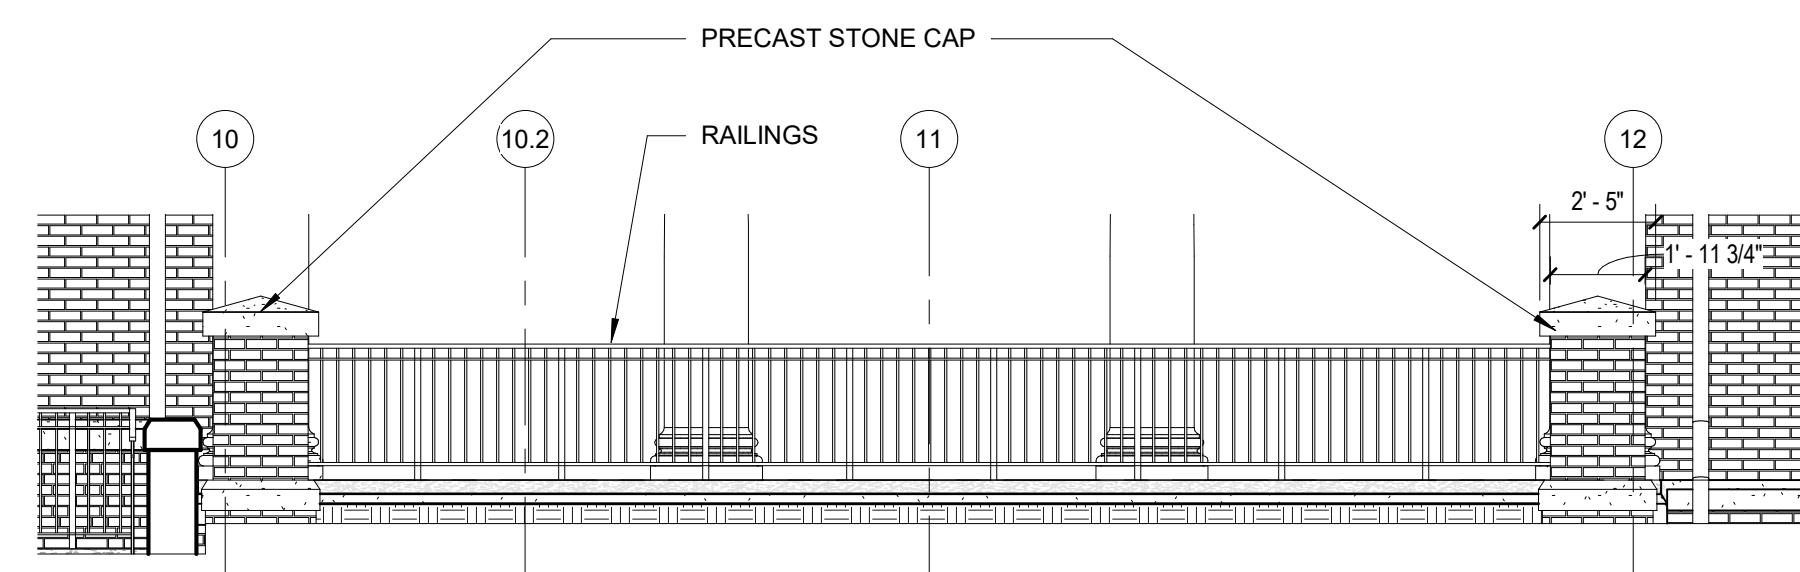 PRECAST STONE CAP
RAILINGS
10
10.2
11
12
2' - 5"
1' - 11 3/4"